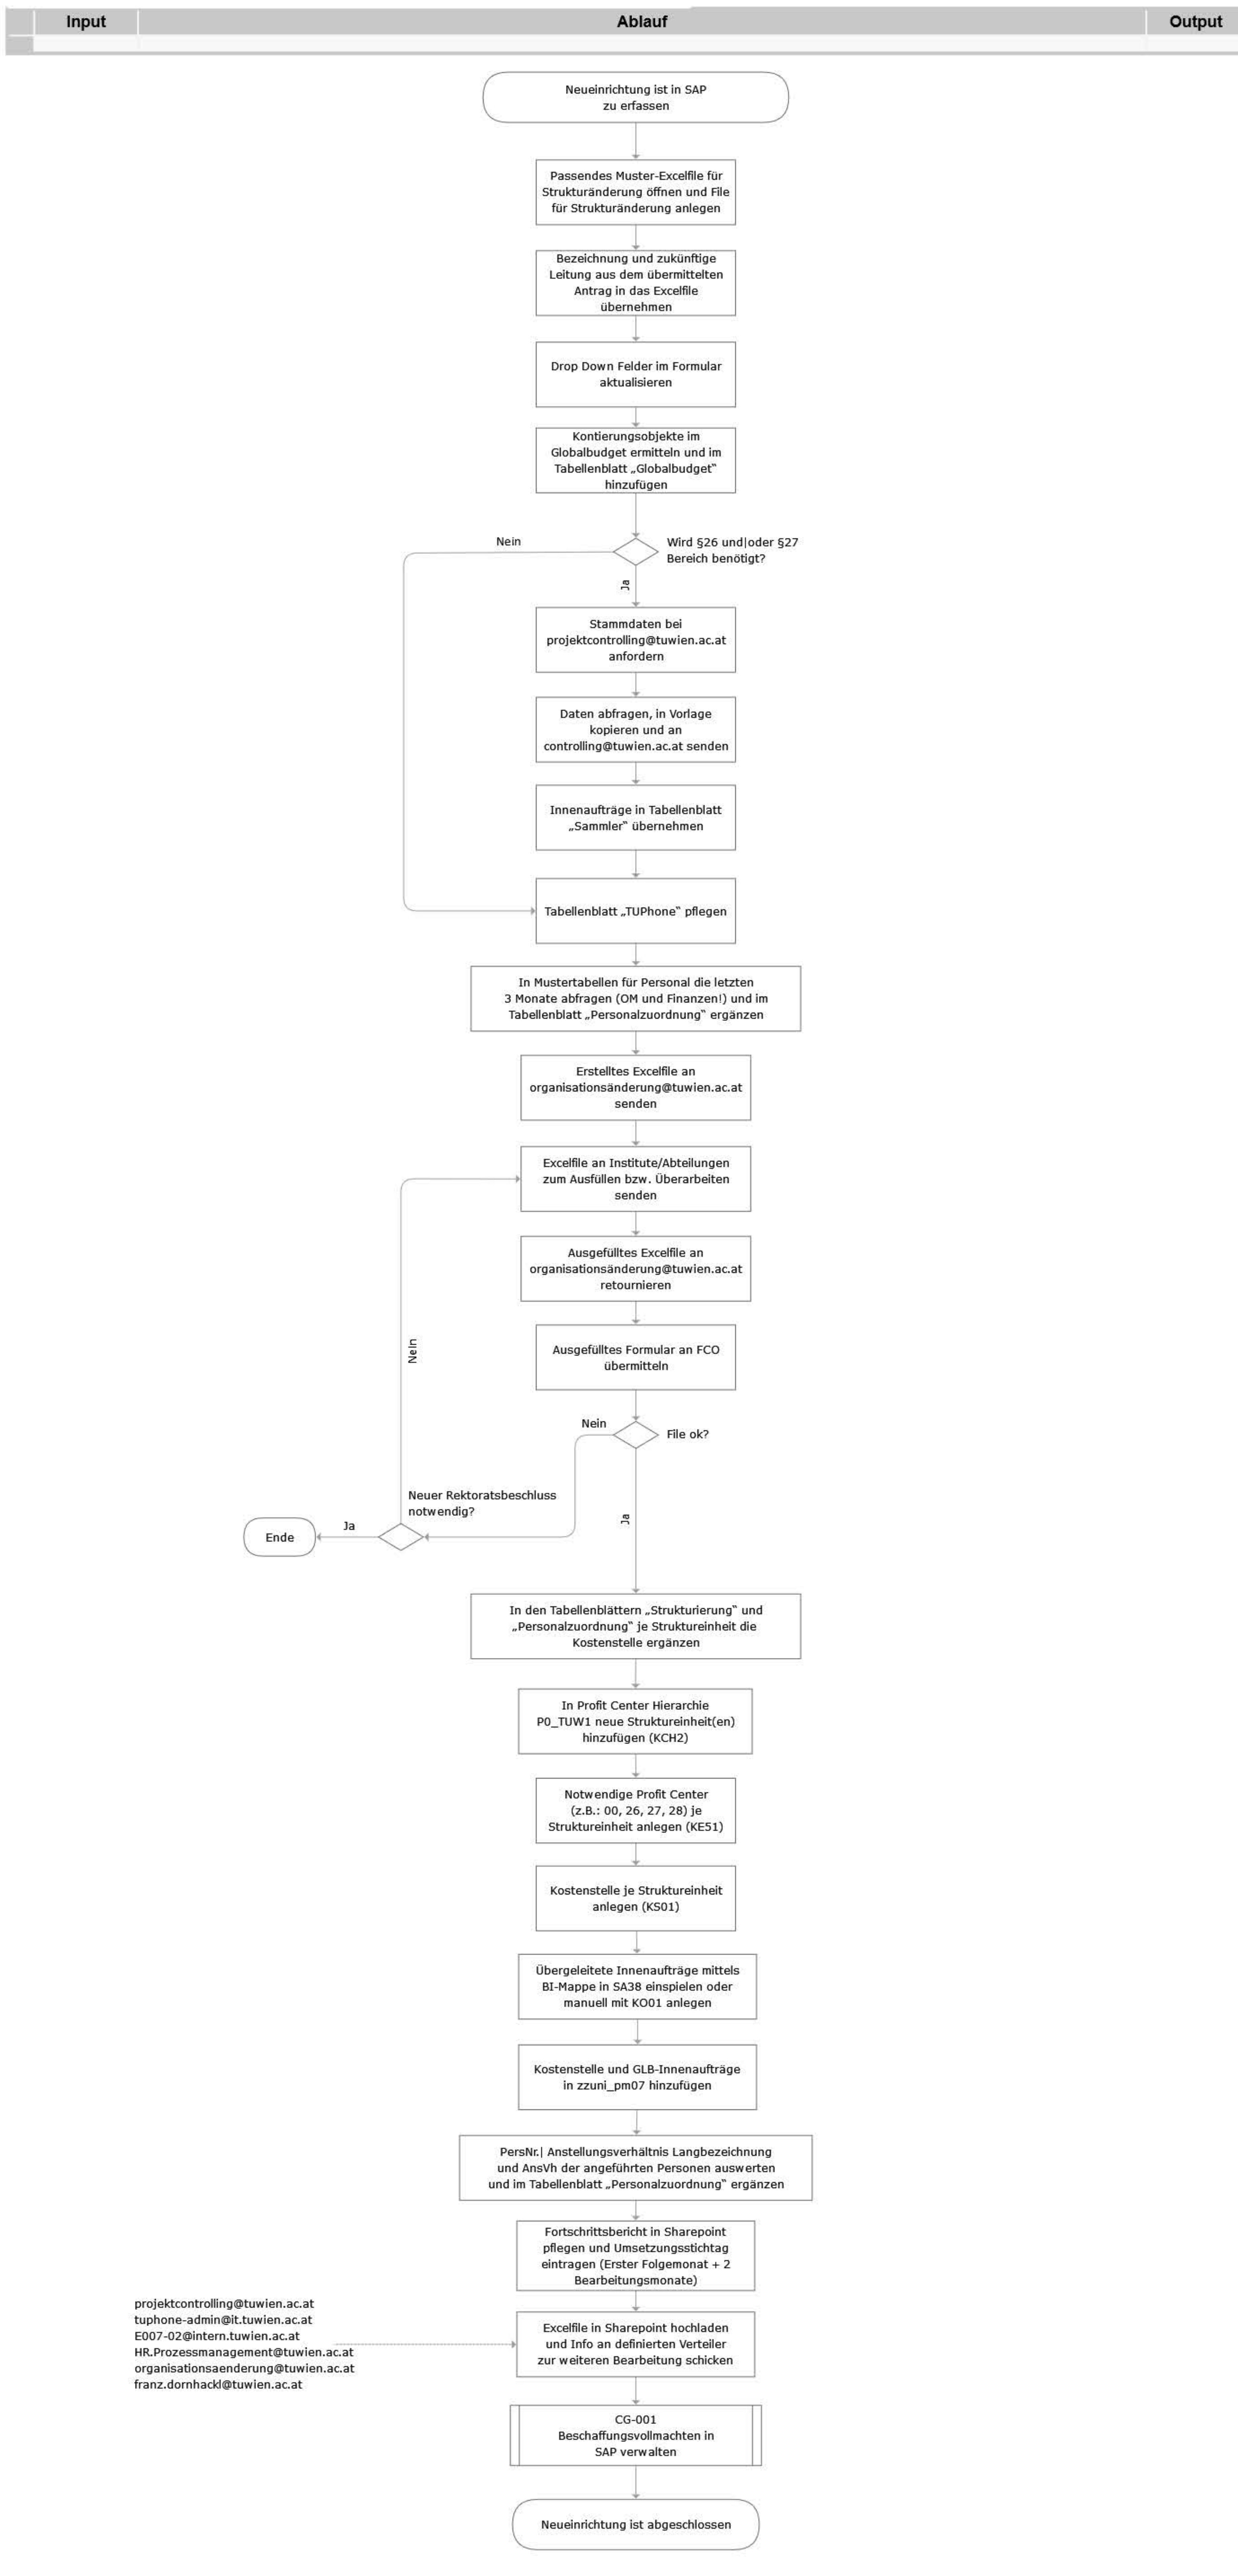 Input
Ablauf
Output
Neueinrichtung ist in SAP
zu erfassen
Passendes Muster-Excelfile für
Strukturänderung öffnen und File
für Strukturänderung anlegen
Bezeichnung und zukünftige
Leitung aus dem übermittelten
Antrag in das Excelfile
übernehmen
Drop Down Felder im Formular
aktualisieren
Kontierungsobjekte im
Globalbudget ermitteln und im
Tabellenblatt „Globalbudget“
hinzufügen
Nein
Wird §26 und|oder §27
Bereich benötigt?
Ja
Stammdaten bei
projektcontrolling@tuwien.ac.at
anfordern
Daten abfragen, in Vorlage
kopieren und an
controlling@tuwien.ac.at senden
Innenaufträge in Tabellenblatt
„Sammler“ übernehmen
Tabellenblatt „TUPhone“ pflegen
In Mustertabellen für Personal die letzten
3 Monate abfragen (OM und Finanzen!) und im
Tabellenblatt „Personalzuordnung“ ergänzen
Erstelltes Excelfile an
organisationsänderung@tuwien.ac.at
senden
Excelfile an Institute/Abteilungen
zum Ausfüllen bzw. Überarbeiten
senden
Ausgefülltes Excelfile an
organisationsänderung@tuwien.ac.at
retournieren
Nein
Ausgefülltes Formular an FCO
übermitteln
Nein
File ok?
Neuer Rektoratsbeschluss
notwendig?
Ja
Ja
Ende
In den Tabellenblättern „Strukturierung“ und
„Personalzuordnung“ je Struktureinheit die
Kostenstelle ergänzen
In Profit Center Hierarchie
P0_TUW1 neue Struktureinheit(en)
hinzufügen (KCH2)
Notwendige Profit Center
(z.B.: 00, 26, 27, 28) je
Struktureinheit anlegen (KE51)
Kostenstelle je Struktureinheit
anlegen (KS01)
Übergeleitete Innenaufträge mittels
BI-Mappe in SA38 einspielen oder
manuell mit KO01 anlegen
Kostenstelle und GLB-Innenaufträge
in zzuni_pm07 hinzufügen
PersNr.| Anstellungsverhältnis Langbezeichnung
und AnsVh der angeführten Personen auswerten
und im Tabellenblatt „Personalzuordnung“ ergänzen
Fortschrittsbericht in Sharepoint
pflegen und Umsetzungsstichtag
eintragen (Erster Folgemonat + 2
Bearbeitungsmonate)
projektcontrolling@tuwien.ac.at
tuphone-admin@it.tuwien.ac.at
E007-02@intern.tuwien.ac.at
HR.Prozessmanagement@tuwien.ac.at
organisationsaenderung@tuwien.ac.at
franz.dornhackl@tuwien.ac.at
Excelfile in Sharepoint hochladen
und Info an definierten Verteiler
zur weiteren Bearbeitung schicken
CG-001
Beschaffungsvollmachten in
SAP verwalten
Neueinrichtung ist abgeschlossen